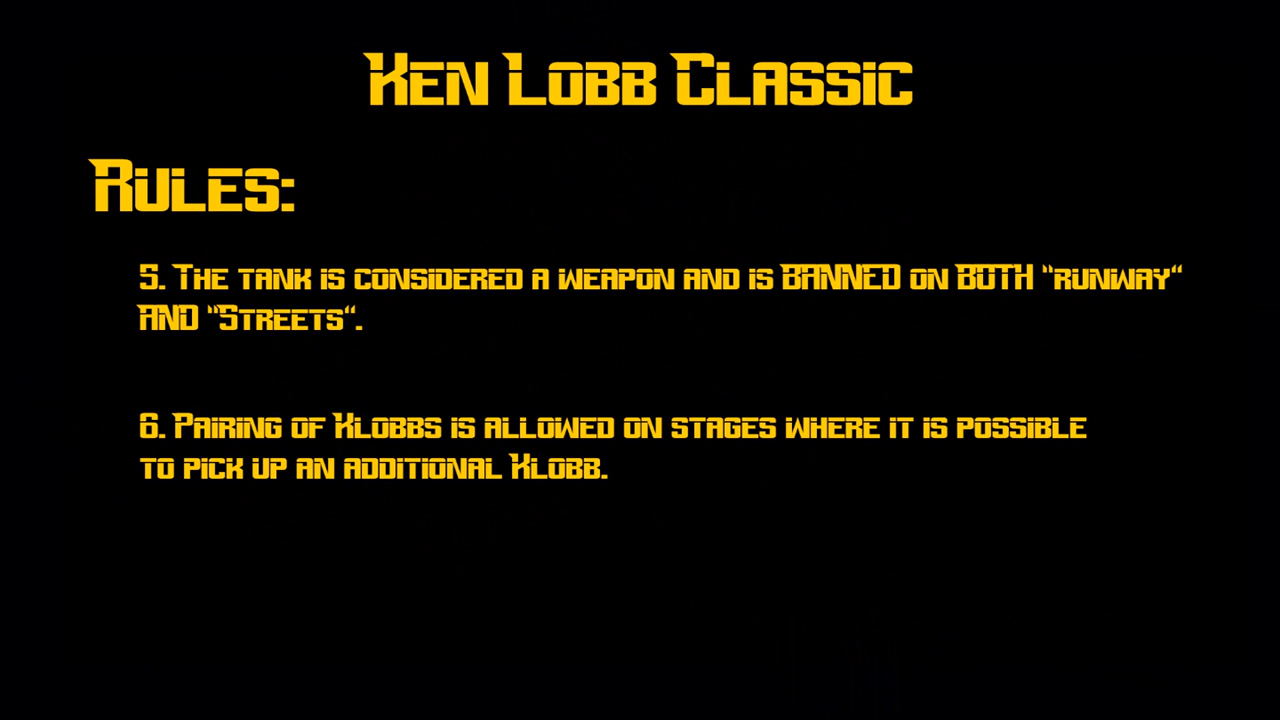 Ken Lobb Classic
Rules:
5. The tank is considered a weapon and is BANNED on BOTH “runway“
AND “Streets“.
6. Pairing of Klobbs is allowed on stages where it is possible
to pick up an additional Klobb.